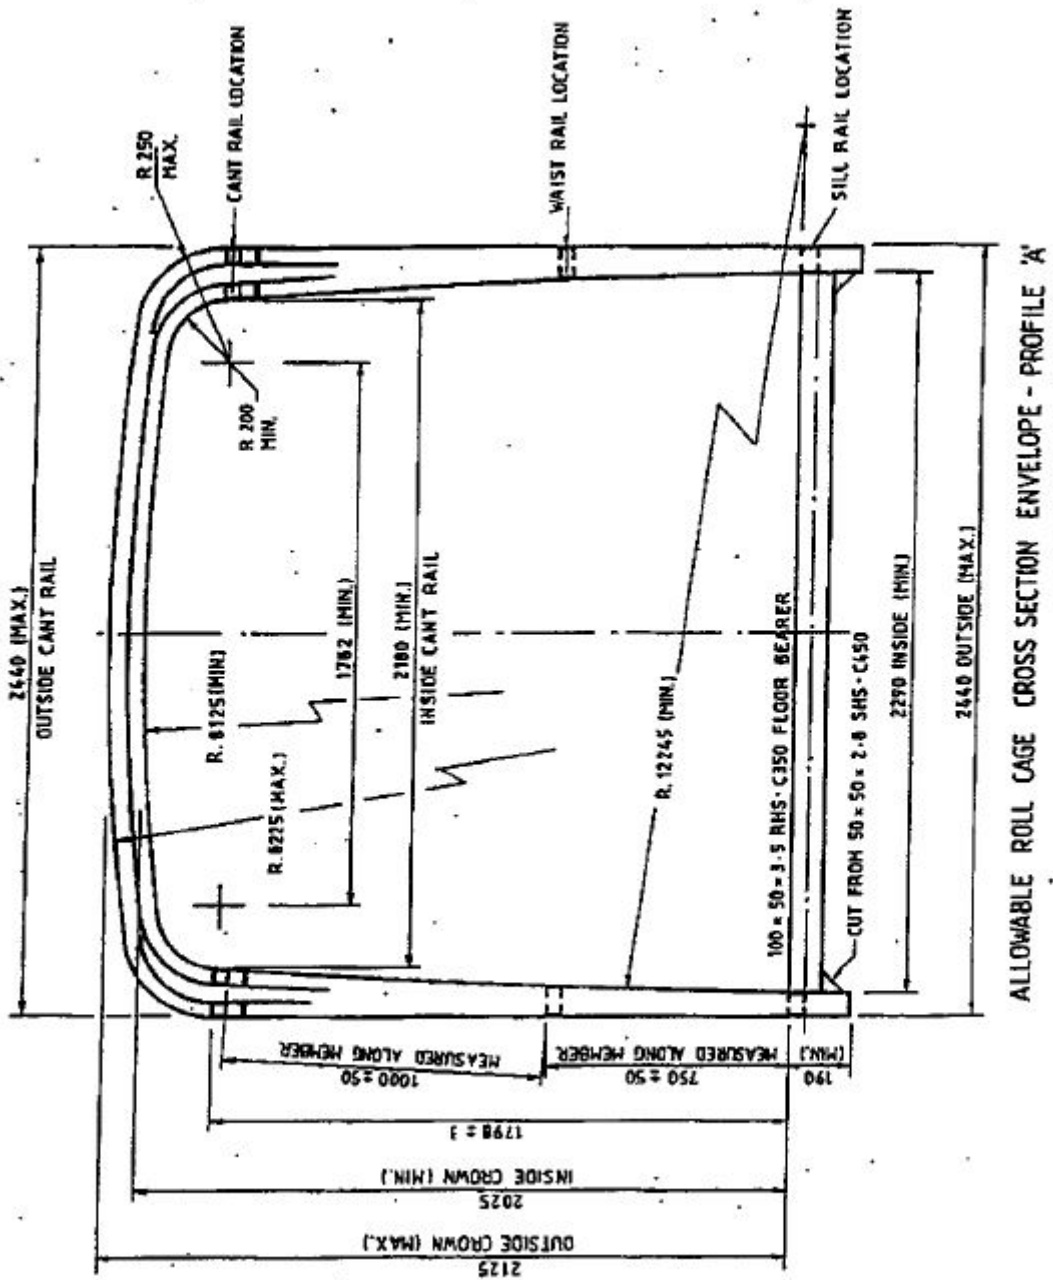 2440 (MAX.)
OUTSIDE CANT RAIL
R 250
MAX.
CANT RAIL LOCATION
R 200
MIN.
WAIST RAIL LOCATION
SILL RAIL LOCATION
R. 8125 (MIN)
R. 8225 (MAX.)
1782 (MIN.)
2180 (MIN.)
INSIDE CANT RAIL
R. 12245 (MIN.)
100 x 50 x 3.5 RHS - C350 FLOOR BEARER
CUT FROM 50 x 50 x 2.8 SHS - C450
2290 INSIDE (MIN.)
2440 OUTSIDE (MAX.)
MEASURED ALONG MEMBER
1000 ± 50
MEASURED ALONG MEMBER
750 ± 50
(MIN.)
190
1798 ± 3
INSIDE CROWN (MIN.)
2025
OUTSIDE CROWN (MAX.)
2125
ALLOWABLE ROLL CAGE CROSS SECTION ENVELOPE - PROFILE 'A'